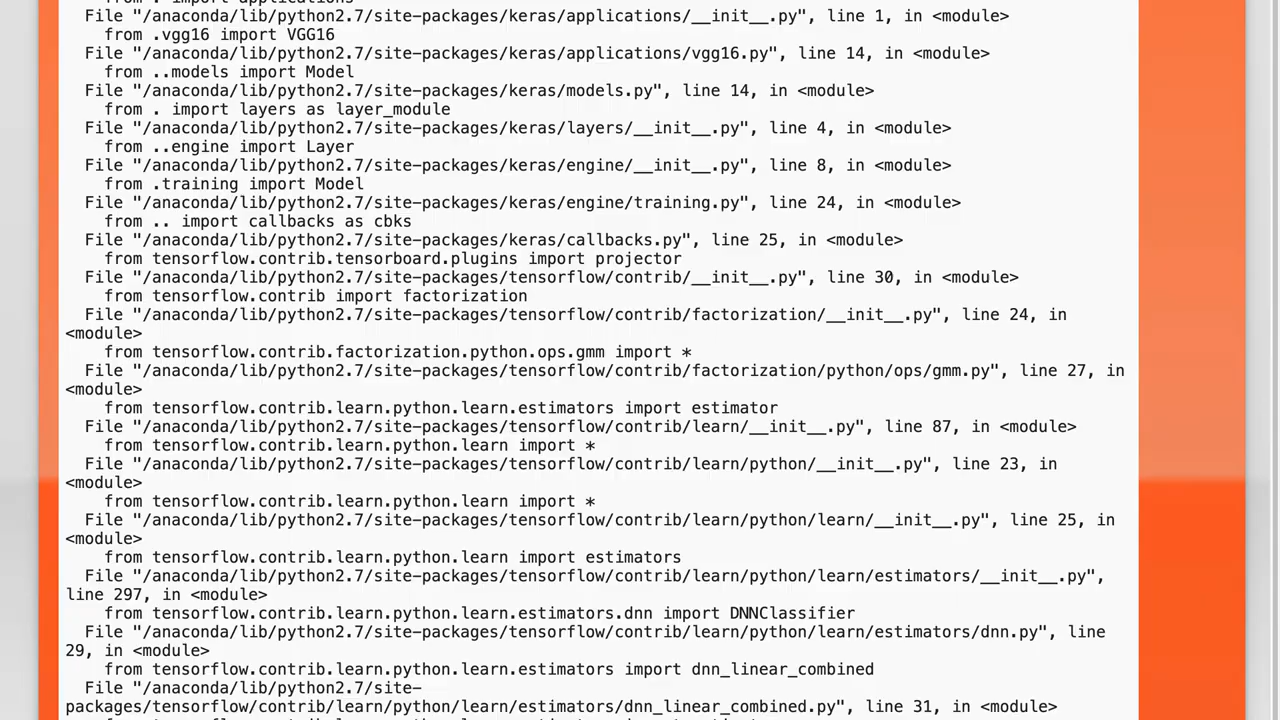 from . import applications
File "/anaconda/lib/python2.7/site-packages/keras/applications/__init__.py", line 1, in <module>
from .vgg16 import VGG16
File "/anaconda/lib/python2.7/site-packages/keras/applications/vgg16.py", line 14, in <module>
from ..models import Model
File "/anaconda/lib/python2.7/site-packages/keras/models.py", line 14, in <module>
from . import layers as layer_module
File "/anaconda/lib/python2.7/site-packages/keras/layers/__init__.py", line 4, in <module>
from ..engine import Layer
File "/anaconda/lib/python2.7/site-packages/keras/engine/__init__.py", line 8, in <module>
from .training import Model
File "/anaconda/lib/python2.7/site-packages/keras/engine/training.py", line 24, in <module>
from .. import callbacks as cbks
File "/anaconda/lib/python2.7/site-packages/keras/callbacks.py", line 25, in <module>
from tensorflow.contrib.tensorboard.plugins import projector
File "/anaconda/lib/python2.7/site-packages/tensorflow/contrib/__init__.py", line 30, in <module>
from tensorflow.contrib import factorization
File "/anaconda/lib/python2.7/site-packages/tensorflow/contrib/factorization/__init__.py", line 24, in
<module>
from tensorflow.contrib.factorization.python.ops.gmm import *
File "/anaconda/lib/python2.7/site-packages/tensorflow/contrib/factorization/python/ops/gmm.py", line 27, in
<module>
from tensorflow.contrib.learn.python.learn.estimators import estimator
File "/anaconda/lib/python2.7/site-packages/tensorflow/contrib/learn/__init__.py", line 87, in <module>
from tensorflow.contrib.learn.python.learn import *
File "/anaconda/lib/python2.7/site-packages/tensorflow/contrib/learn/python/__init__.py", line 23, in
<module>
from tensorflow.contrib.learn.python.learn import *
File "/anaconda/lib/python2.7/site-packages/tensorflow/contrib/learn/python/learn/__init__.py", line 25, in
<module>
from tensorflow.contrib.learn.python.learn import estimators
File "/anaconda/lib/python2.7/site-packages/tensorflow/contrib/learn/python/learn/estimators/__init__.py",
line 297, in <module>
from tensorflow.contrib.learn.python.learn.estimators.dnn import DNNClassifier
File "/anaconda/lib/python2.7/site-packages/tensorflow/contrib/learn/python/learn/estimators/dnn.py", line
29, in <module>
from tensorflow.contrib.learn.python.learn.estimators import dnn_linear_combined
File "/anaconda/lib/python2.7/site-
packages/tensorflow/contrib/learn/python/learn/estimators/dnn_linear_combined.py", line 31, in <module>